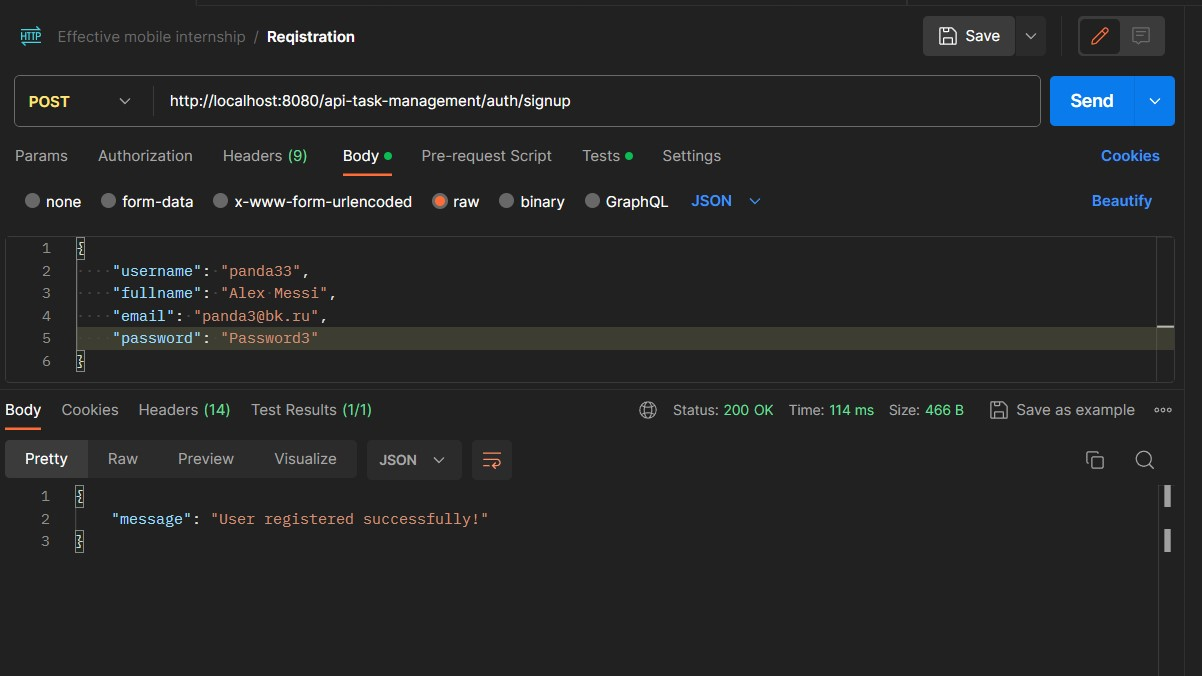 HTTP Effective mobile internship / Reqistration Save
POST http://localhost:8080/api-task-management/auth/signup Send
Params Authorization Headers (9) Body Pre-request Script Tests Settings Cookies
none form-data x-www-form-urlencoded raw binary GraphQL JSON Beautify
1 {
2 "username": "panda33",
3 "fullname": "Alex Messi",
4 "email": "panda3@bk.ru",
5 "password": "Password3"
6 }
Body Cookies Headers (14) Test Results (1/1) Status: 200 OK Time: 114 ms Size: 466 B Save as example
Pretty Raw Preview Visualize JSON
1 {
2 "message": "User registered successfully!"
3 }